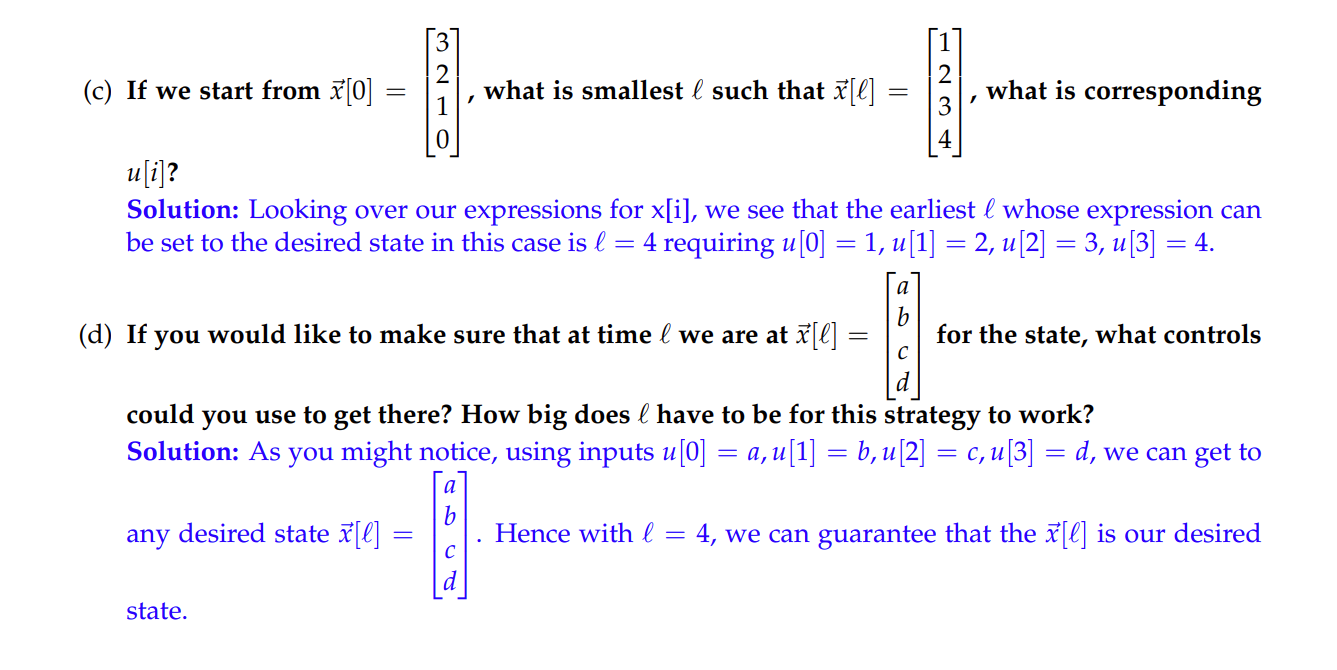 (c) If we start from $\vec{x}[0] = \begin{bmatrix} 3 \\ 2 \\ 1 \\ 0 \end{bmatrix}$, what is smallest $\ell$ such that $\vec{x}[\ell] = \begin{bmatrix} 1 \\ 2 \\ 3 \\ 4 \end{bmatrix}$, what is corresponding
$u[i]$?
Solution: Looking over our expressions for x[i], we see that the earliest $\ell$ whose expression can
be set to the desired state in this case is $\ell = 4$ requiring $u[0] = 1, u[1] = 2, u[2] = 3, u[3] = 4$.
(d) If you would like to make sure that at time $\ell$ we are at $\vec{x}[\ell] = \begin{bmatrix} a \\ b \\ c \\ d \end{bmatrix}$ for the state, what controls
could you use to get there? How big does $\ell$ have to be for this strategy to work?
Solution: As you might notice, using inputs $u[0] = a, u[1] = b, u[2] = c, u[3] = d$, we can get to
any desired state $\vec{x}[\ell] = \begin{bmatrix} a \\ b \\ c \\ d \end{bmatrix}$. Hence with $\ell = 4$, we can guarantee that the $\vec{x}[\ell]$ is our desired
state.